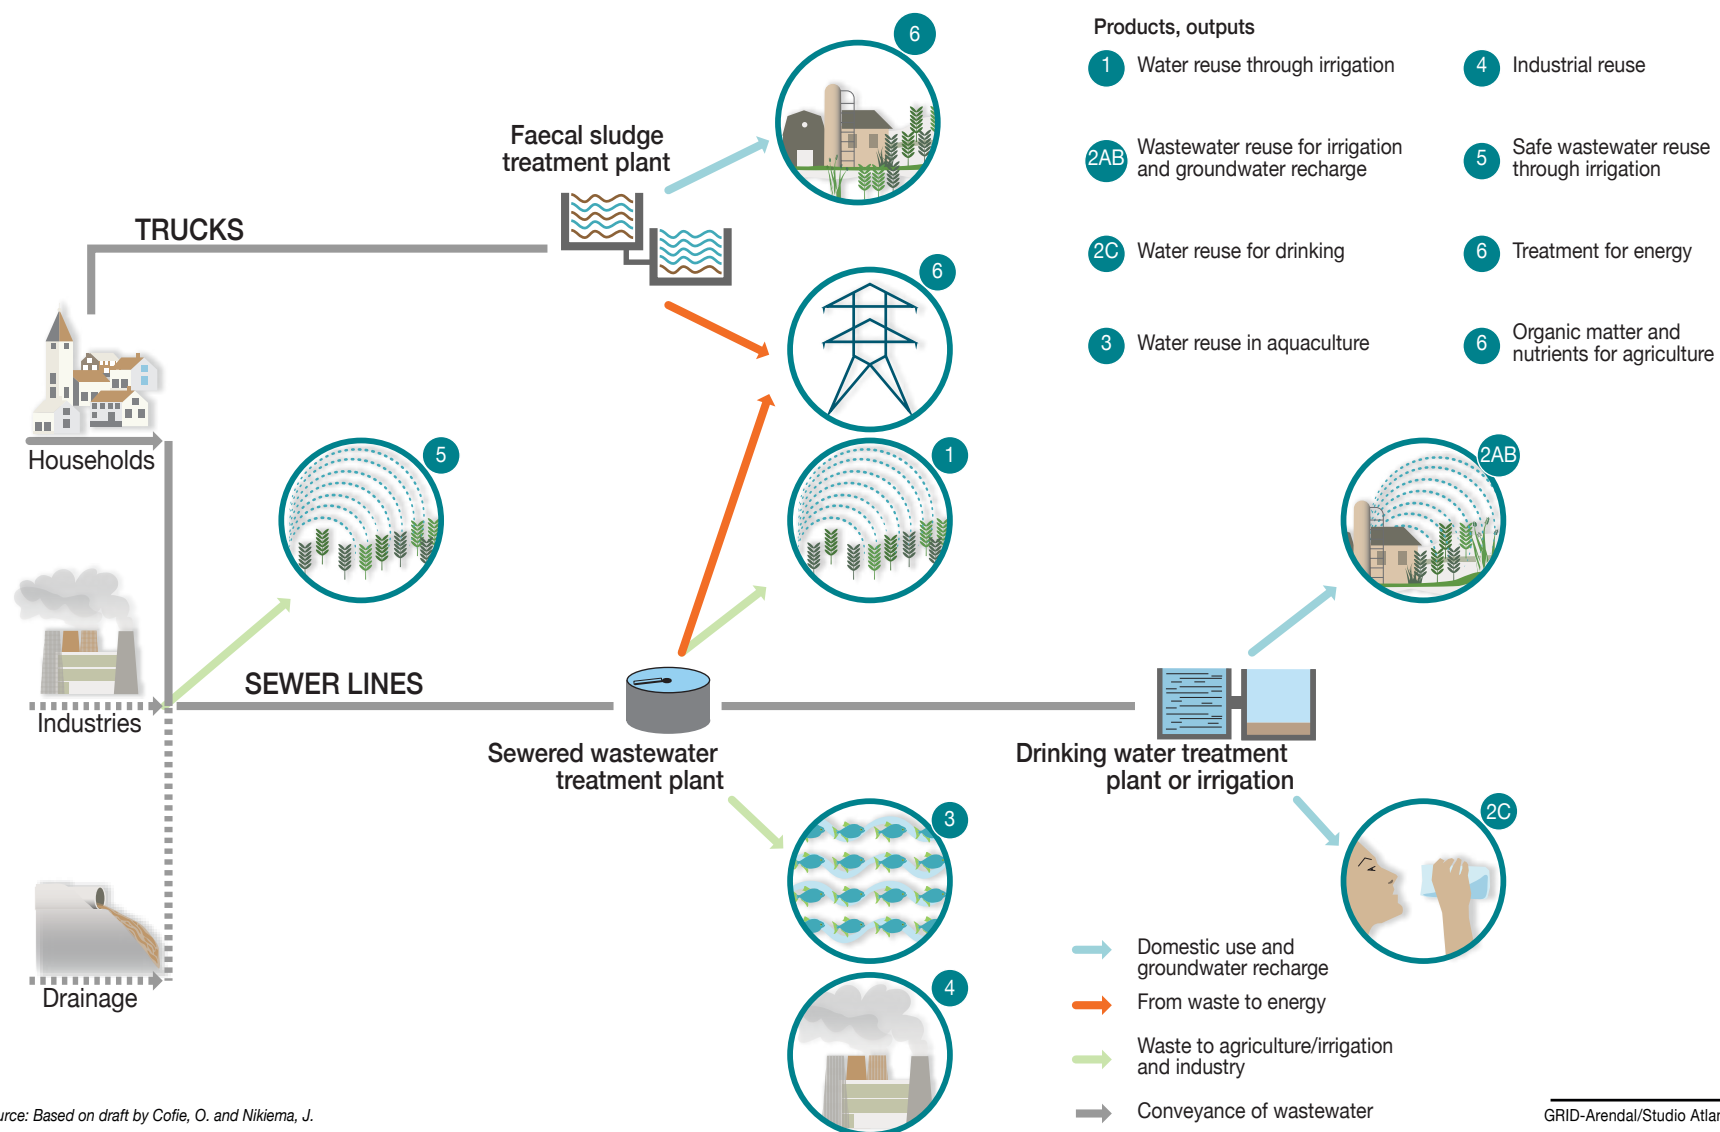 Products, outputs
1 Water reuse through irrigation
2AB Wastewater reuse for irrigation
and groundwater recharge
2C Water reuse for drinking
3 Water reuse in aquaculture
4 Industrial reuse
5 Safe wastewater reuse
through irrigation
6 Treatment for energy
6 Organic matter and
nutrients for agriculture
6
Faecal sludge
treatment plant
TRUCKS
6
Households
5
1
2AB
Industries
SEWER LINES
Sewered wastewater
treatment plant
Drinking water treatment
plant or irrigation
3
2C
Drainage
4
Domestic use and
groundwater recharge
From waste to energy
Waste to agriculture/irrigation
and industry
Conveyance of wastewater
urce: Based on draft by Cofie, O. and Nikiema, J.
GRID-Arendal/Studio Atlan